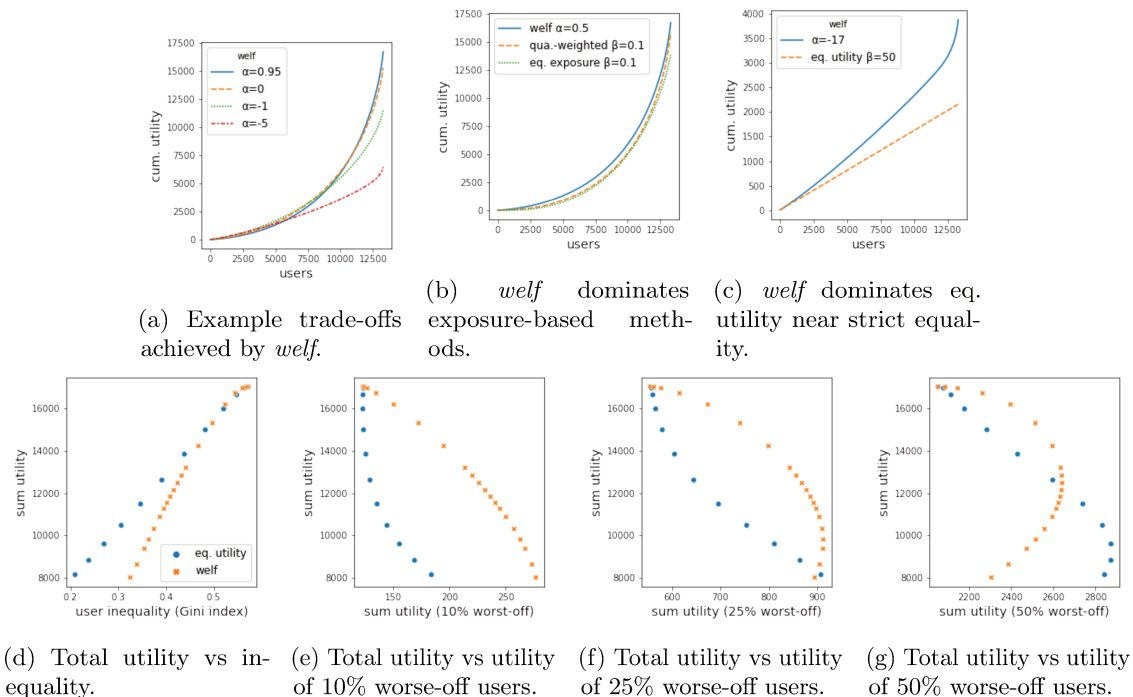 17500
15000
12500
10000
7500
5000
2500
0
cum. utility
welf
α=0.95
α=0
α=-1
α=-5
0 2500 5000 7500 10000 12500
users
(a) Example trade-offs
achieved by welf.
17500
15000
12500
10000
7500
5000
2500
0
cum. utility
welf α=0.5
qua.-weighted β=0.1
eq. exposure β=0.1
0 2500 5000 7500 10000 12500
users
(b) welf dominates
exposure-based meth-
ods.
4000
3500
3000
2500
2000
1500
1000
500
0
cum. utility
welf
α=-17
eq. utility β=50
0 2500 5000 7500 10000 12500
users
(c) welf dominates eq.
utility near strict equal-
ity.
16000
14000
12000
10000
8000
sum utility
eq. utility
welf
0.2 0.3 0.4 0.5
user inequality (Gini index)
(d) Total utility vs in-
equality.
16000
14000
12000
10000
8000
sum utility
150 200 250
sum utility (10% worst-off)
(e) Total utility vs utility
of 10% worse-off users.
16000
14000
12000
10000
8000
sum utility
600 700 800 900
sum utility (25% worst-off)
(f) Total utility vs utility
of 25% worse-off users.
16000
14000
12000
10000
8000
sum utility
2200 2400 2600 2800
sum utility (50% worst-off)
(g) Total utility vs utility
of 50% worse-off users.